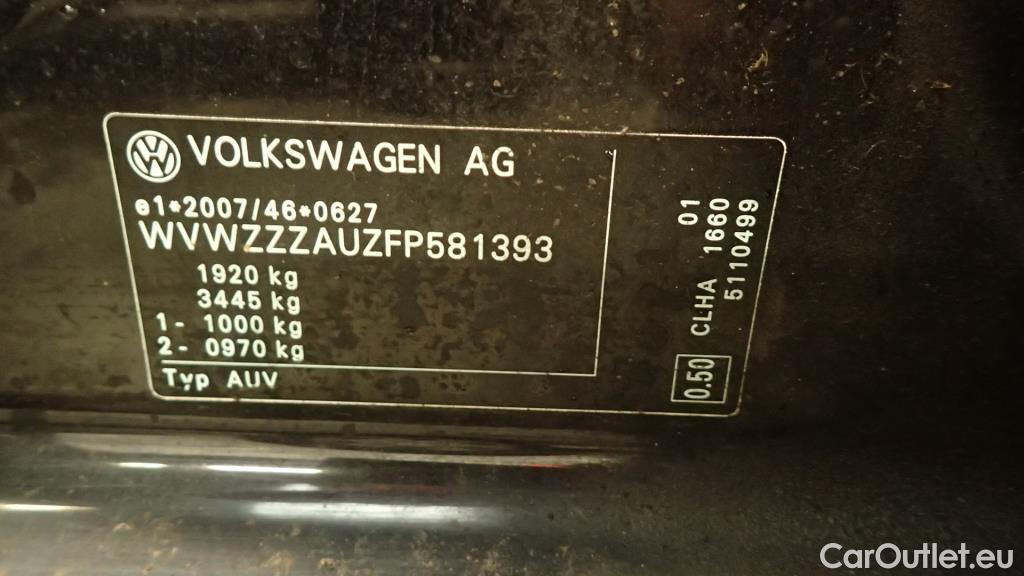 VOLKSWAGEN AG
e1*2007/46*0627
WVWZZZAUZFP581393
1920 kg
3445 kg
1- 1000 kg
2- 0970 kg
Typ AUV
01
0.50 CLHA 1660
5110499
CarOutlet.eu